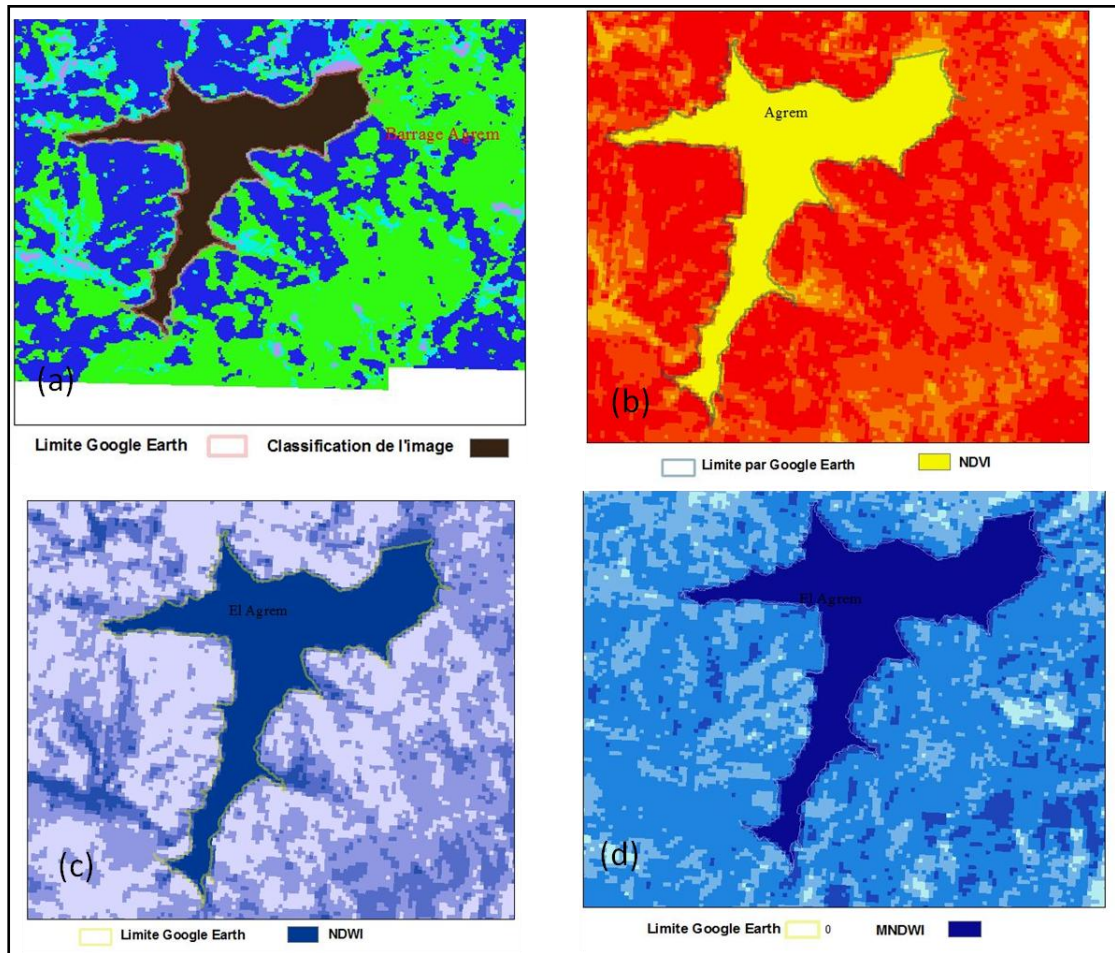 Barrage Agrem
(a)
Limite Google Earth Classification de l'image
Agrem
(b)
Limite par Google Earth NDVI
El Agrem
(c)
Limite Google Earth NDWI
El Agrem
(d)
Limite Google Earth 0 MNDWI